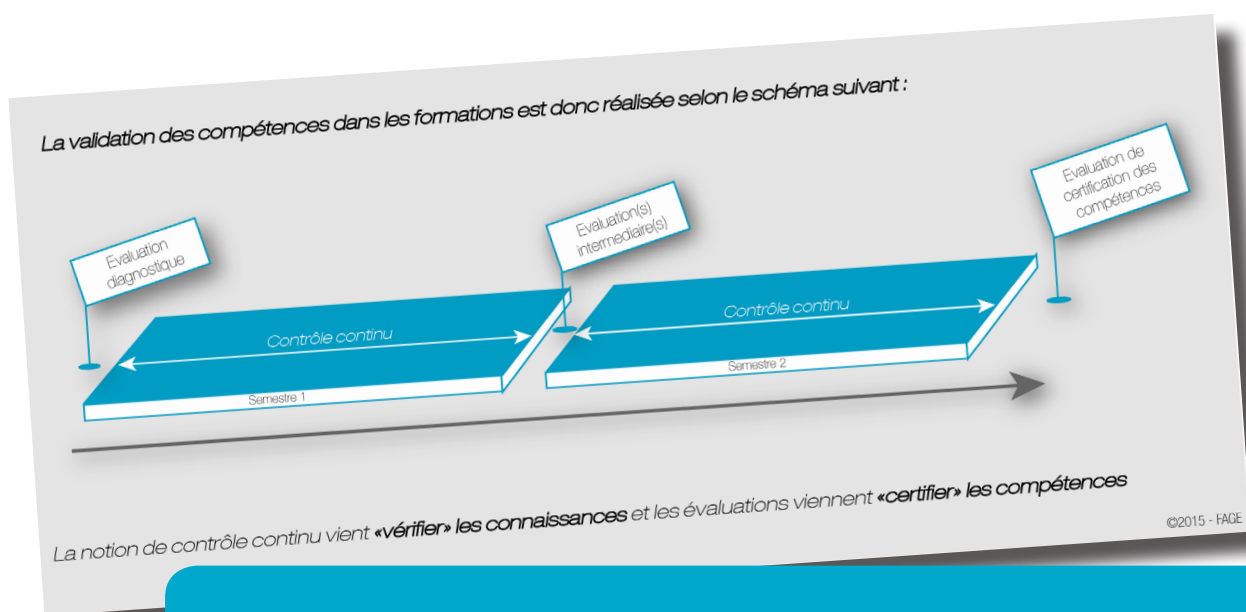 La validation des compétences dans les formations est donc réalisée selon le schéma suivant :
Evaluation
diagnostique
Evaluation(s)
intermediaire(s)
Evaluation de
certification des
compétences
Contrôle continu
Contrôle continu
Semestre 1
Semestre 2
La notion de contrôle continu vient «vérifier» les connaissances et les évaluations viennent «certifier» les compétences
©2015 - FAGE